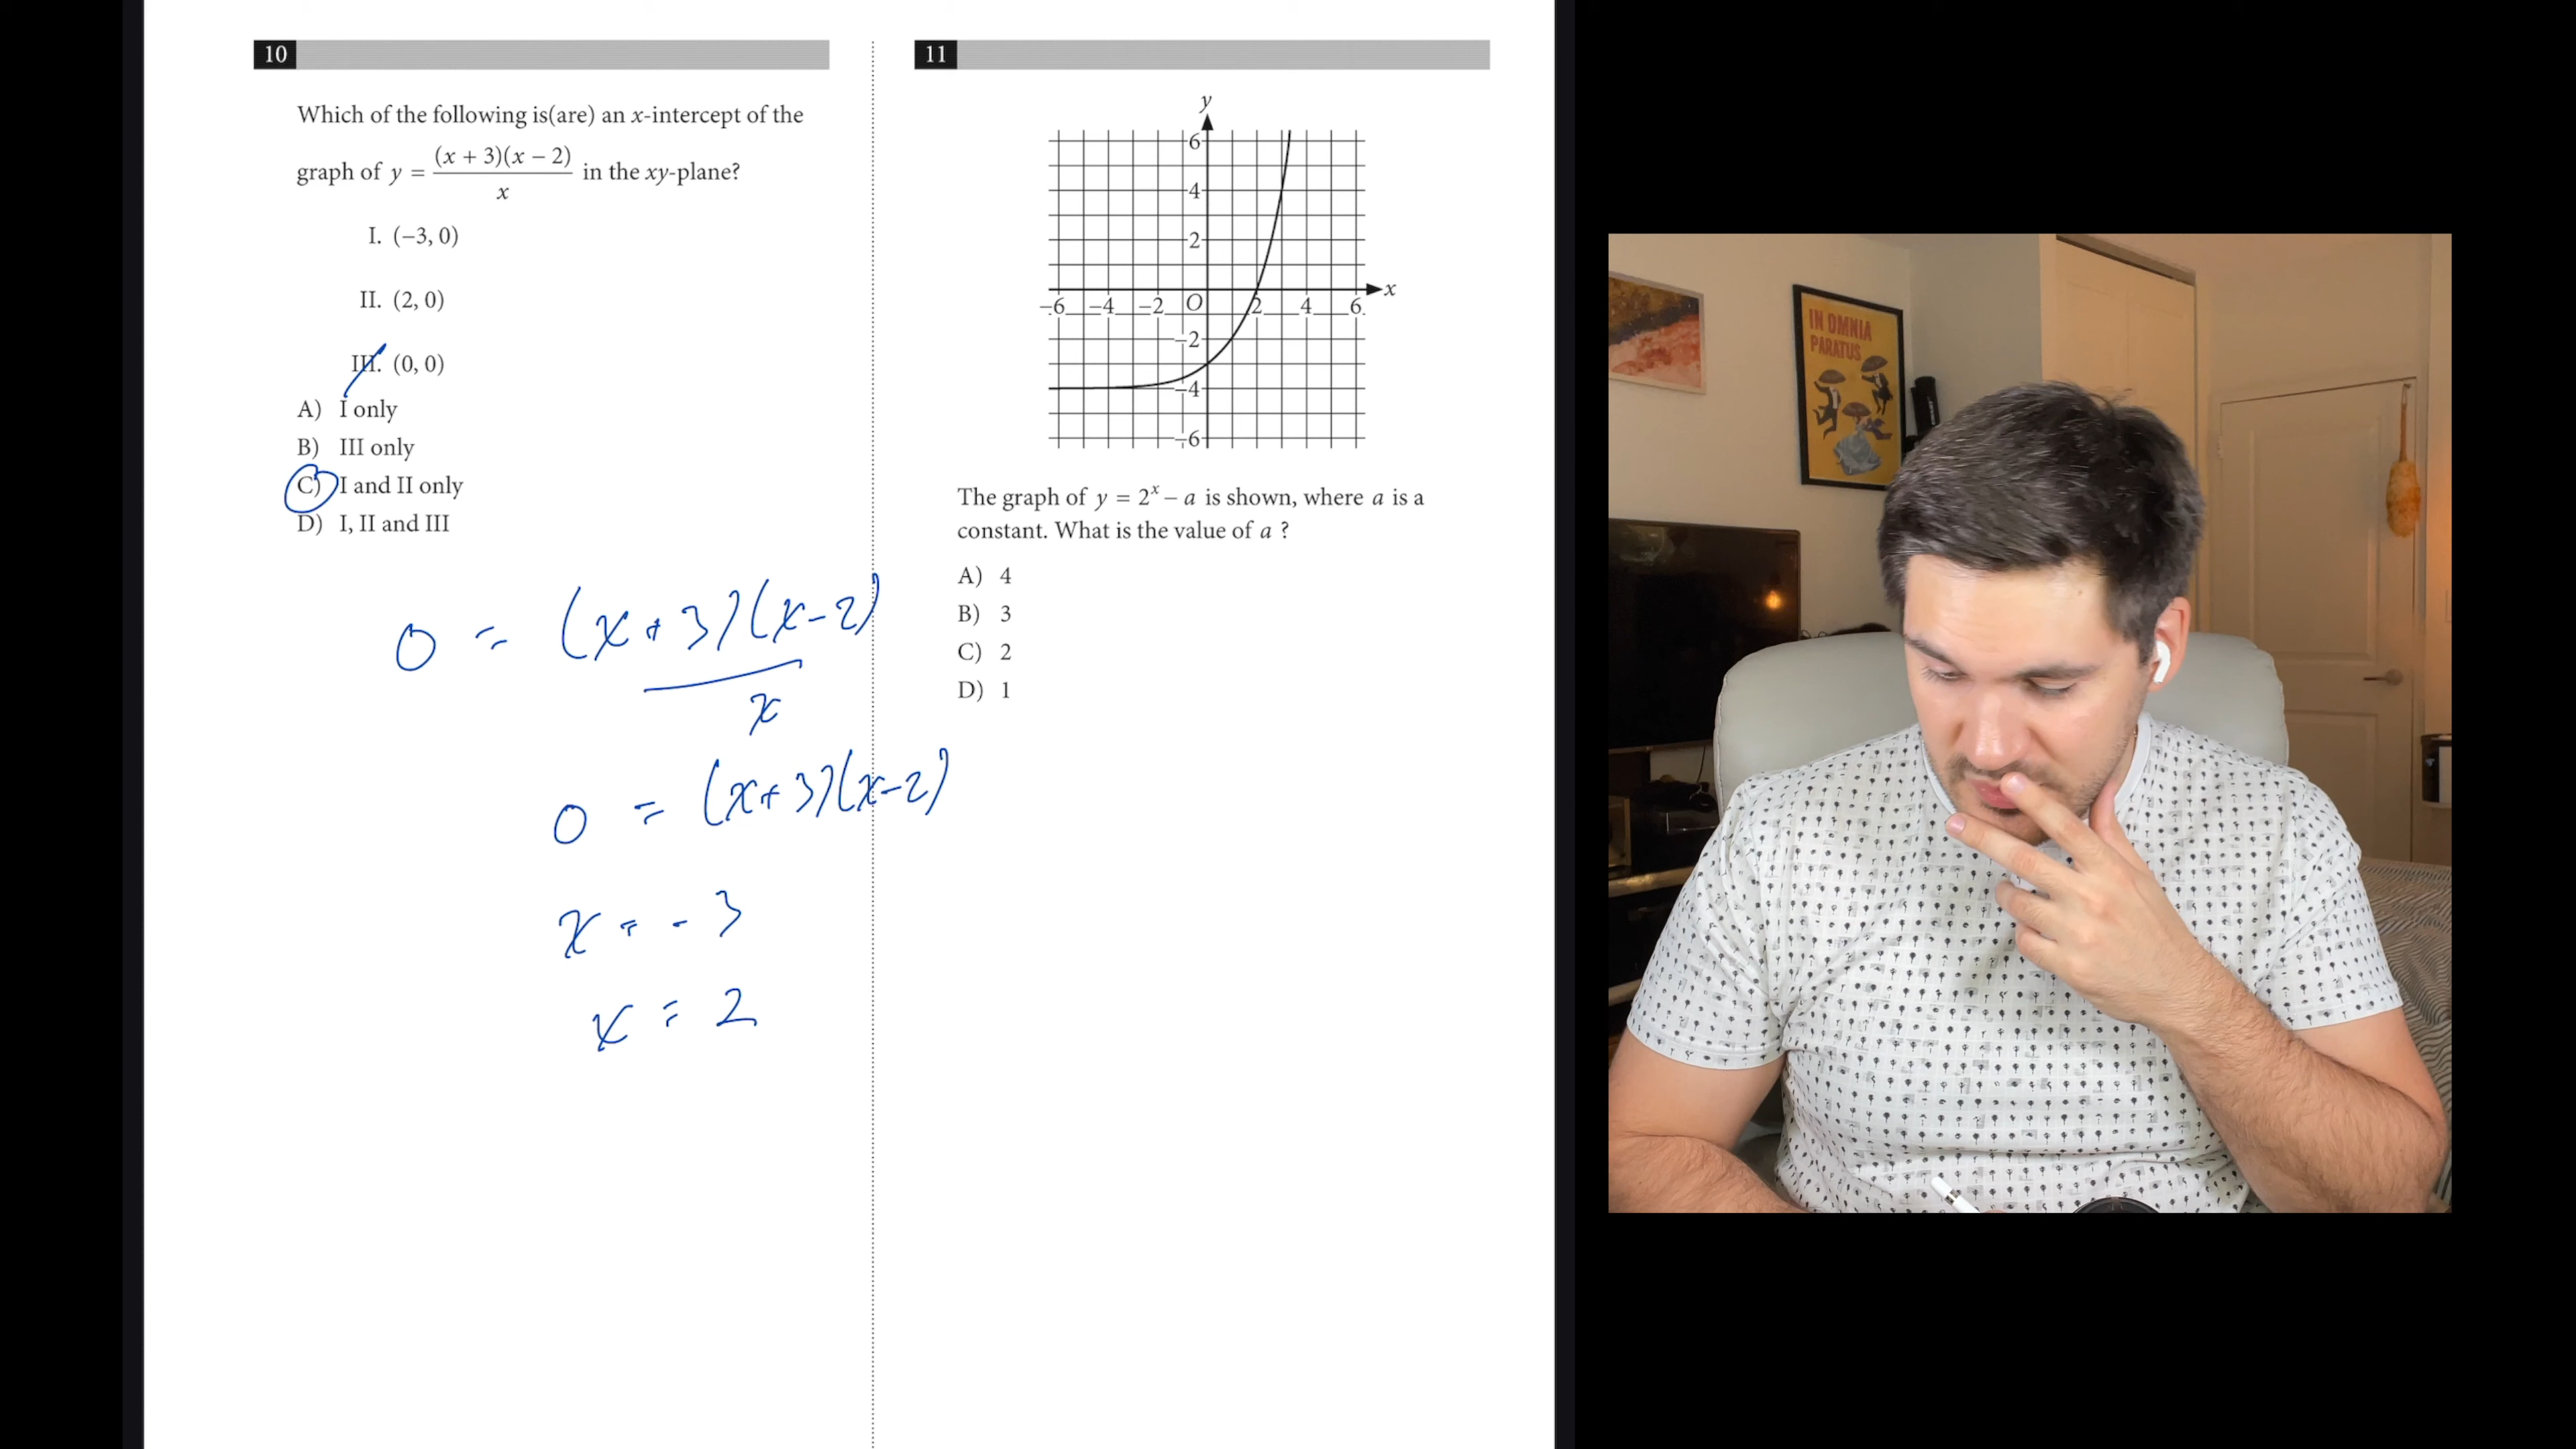 10
Which of the following is(are) an x-intercept of the
graph of y = (x + 3)(x − 2) / x in the xy-plane?
I. (−3, 0)
II. (2, 0)
III. (0, 0)
A) I only
B) III only
C) I and II only
D) I, II and III
0 = (x+3)(x-2)
x
0 = (x+3)(x-2)
x = -3
x = 2
11
y
6
4
2
−6 −4 −2 O 2 4 6 x
−2
−4
−6
The graph of y = 2ˣ − a is shown, where a is a
constant. What is the value of a ?
A) 4
B) 3
C) 2
D) 1
IN OMNIA
PARATUS